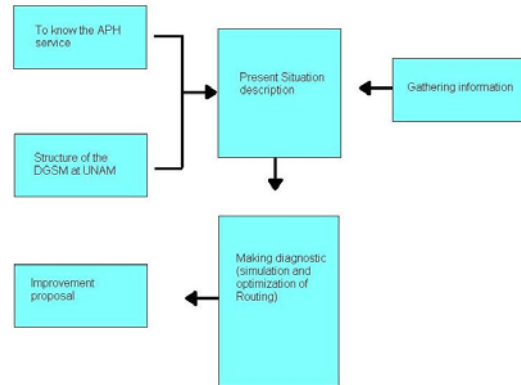 To know the APH
service
Present Situation
description
Gathering information
Structure of the
DGSM at UNAM
Making diagnostic
(simulation and
optimization of
Routing)
Improvement
proposal